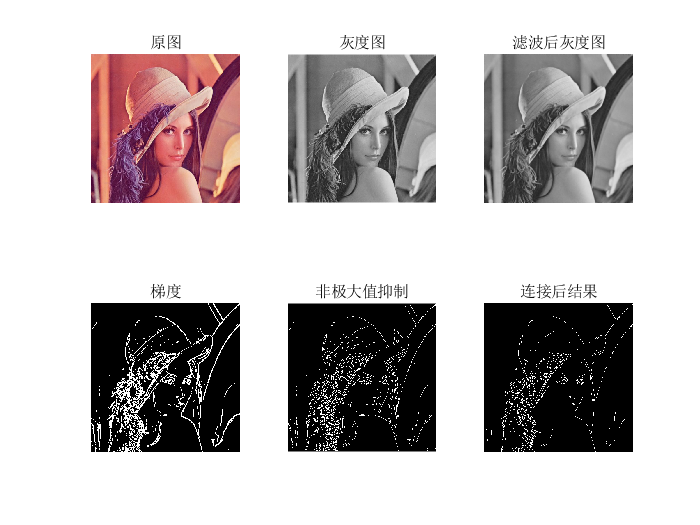 原图
灰度图
滤波后灰度图
梯度
非极大值抑制
连接后结果